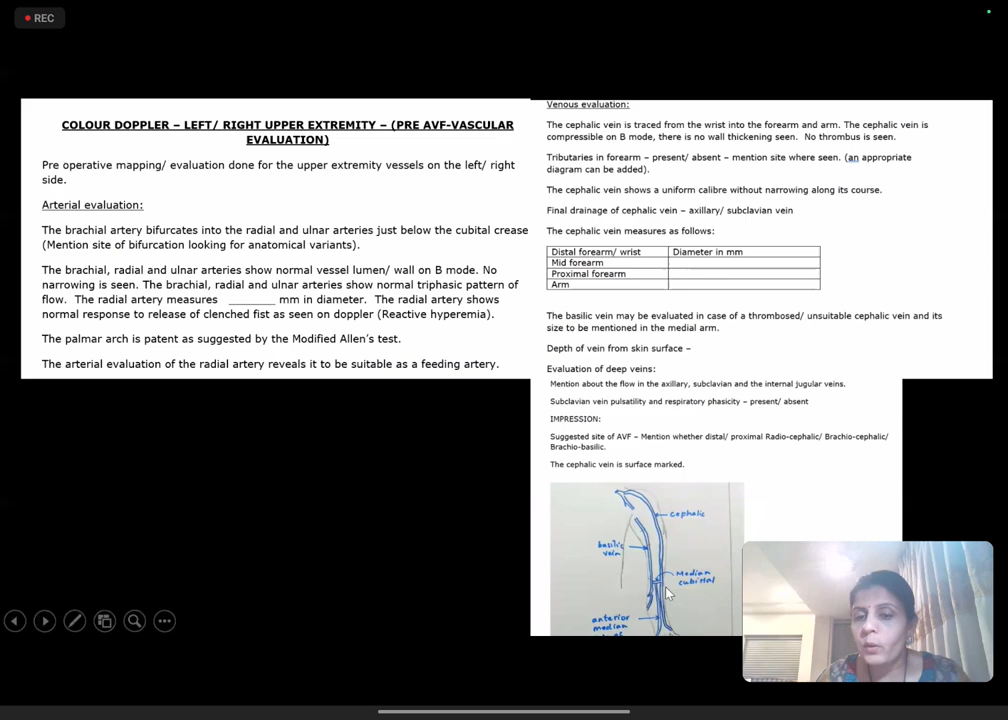 REC
COLOUR DOPPLER – LEFT/ RIGHT UPPER EXTREMITY – (PRE AVF-VASCULAR
EVALUATION)
Pre operative mapping/ evaluation done for the upper extremity vessels on the left/ right
side.
Arterial evaluation:
The brachial artery bifurcates into the radial and ulnar arteries just below the cubital crease
(Mention site of bifurcation looking for anatomical variants).
The brachial, radial and ulnar arteries show normal vessel lumen/ wall on B mode. No
narrowing is seen. The brachial, radial and ulnar arteries show normal triphasic pattern of
flow. The radial artery measures ________ mm in diameter. The radial artery shows
normal response to release of clenched fist as seen on doppler (Reactive hyperemia).
The palmar arch is patent as suggested by the Modified Allen’s test.
The arterial evaluation of the radial artery reveals it to be suitable as a feeding artery.
Venous evaluation:
The cephalic vein is traced from the wrist into the forearm and arm. The cephalic vein is
compressible on B mode, there is no wall thickening seen. No thrombus is seen.
Tributaries in forearm – present/ absent – mention site where seen. (an appropriate
diagram can be added).
The cephalic vein shows a uniform calibre without narrowing along its course.
Final drainage of cephalic vein – axillary/ subclavian vein
The cephalic vein measures as follows:
Distal forearm/ wrist Diameter in mm
Mid forearm
Proximal forearm
Arm
The basilic vein may be evaluated in case of a thrombosed/ unsuitable cephalic vein and its
size to be mentioned in the medial arm.
Depth of vein from skin surface –
Evaluation of deep veins:
Mention about the flow in the axillary, subclavian and the internal jugular veins.
Subclavian vein pulsatility and respiratory phasicity – present/ absent
IMPRESSION:
Suggested site of AVF – Mention whether distal/ proximal Radio-cephalic/ Brachio-cephalic/
Brachio-basilic.
The cephalic vein is surface marked.
cephalic
basilic
vein
Median
cubital
anterior
median